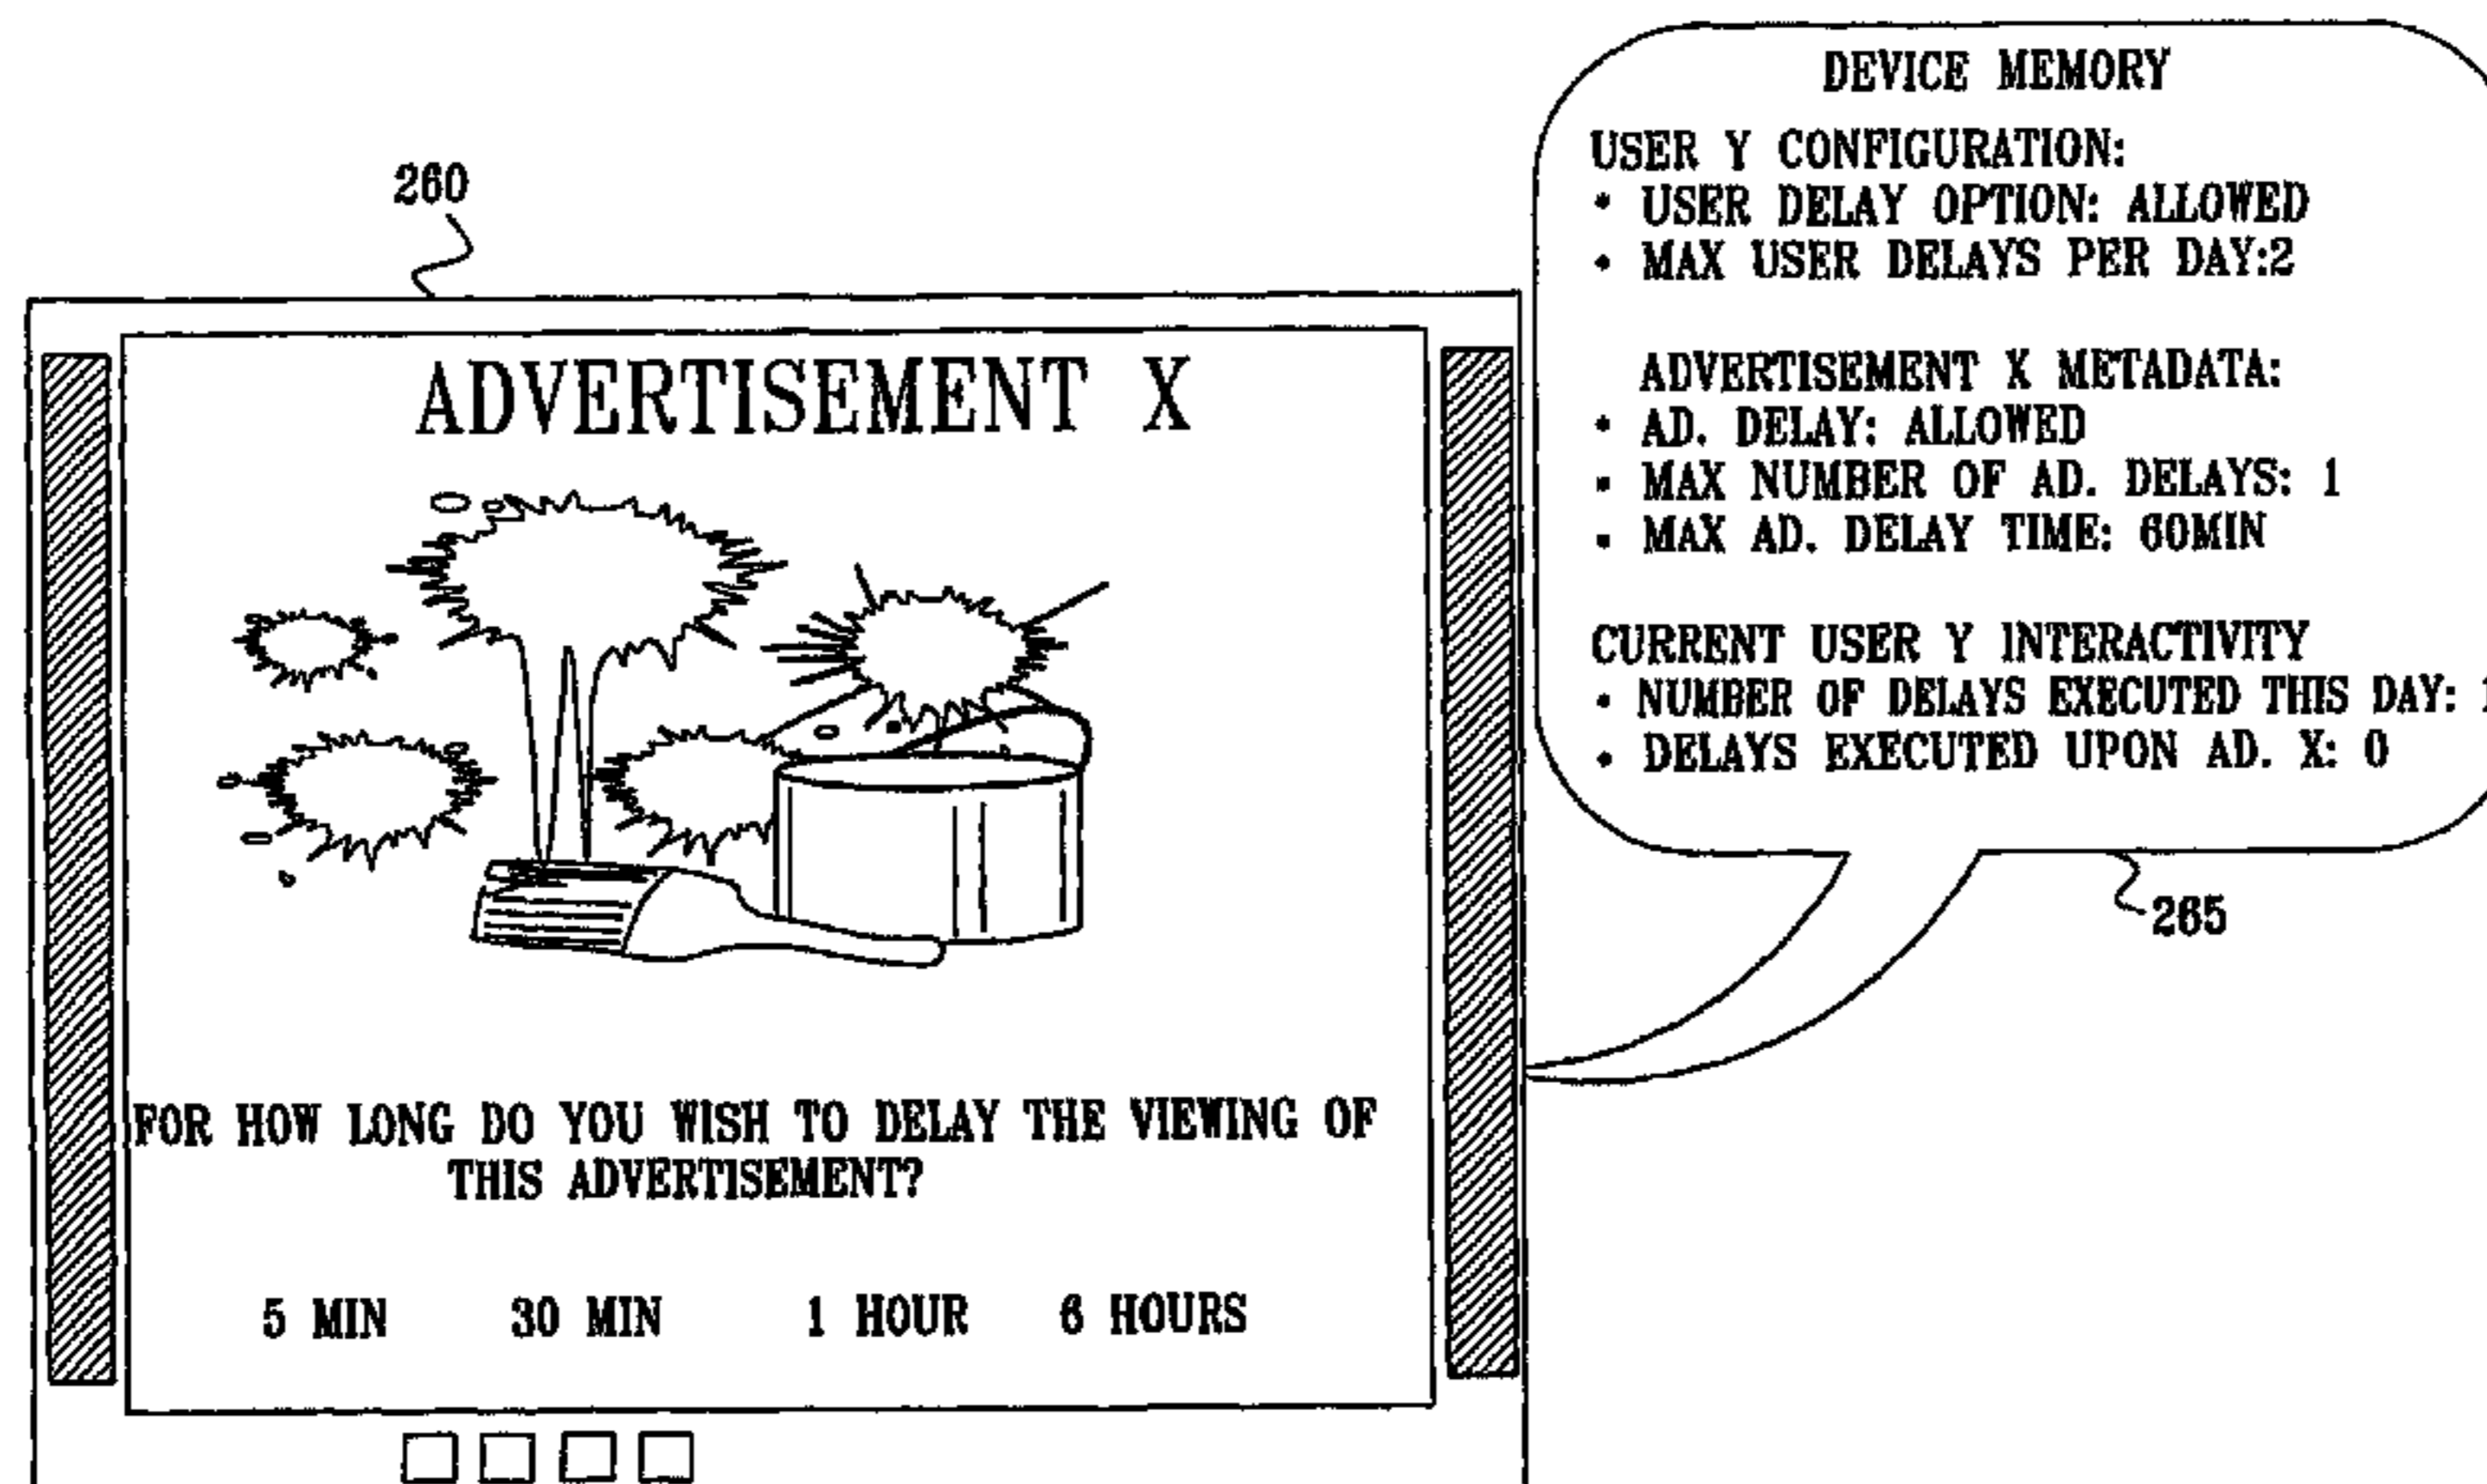 260
ADVERTISEMENT X
FOR HOW LONG DO YOU WISH TO DELAY THE VIEWING OF
THIS ADVERTISEMENT?
5 MIN 30 MIN 1 HOUR 6 HOURS
DEVICE MEMORY
USER Y CONFIGURATION:
• USER DELAY OPTION: ALLOWED
• MAX USER DELAYS PER DAY:2
ADVERTISEMENT X METADATA:
• AD. DELAY: ALLOWED
• MAX NUMBER OF AD. DELAYS: 1
• MAX AD. DELAY TIME: 60MIN
CURRENT USER Y INTERACTIVITY
• NUMBER OF DELAYS EXECUTED THIS DAY: 1
• DELAYS EXECUTED UPON AD. X: 0
265